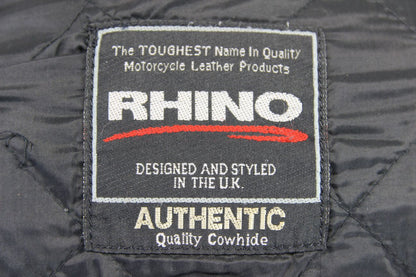 The TOUGHEST Name In Quality
Motorcycle Leather Products
RHINO
DESIGNED AND STYLED
IN THE U.K.
AUTHENTIC
Quality Cowhide